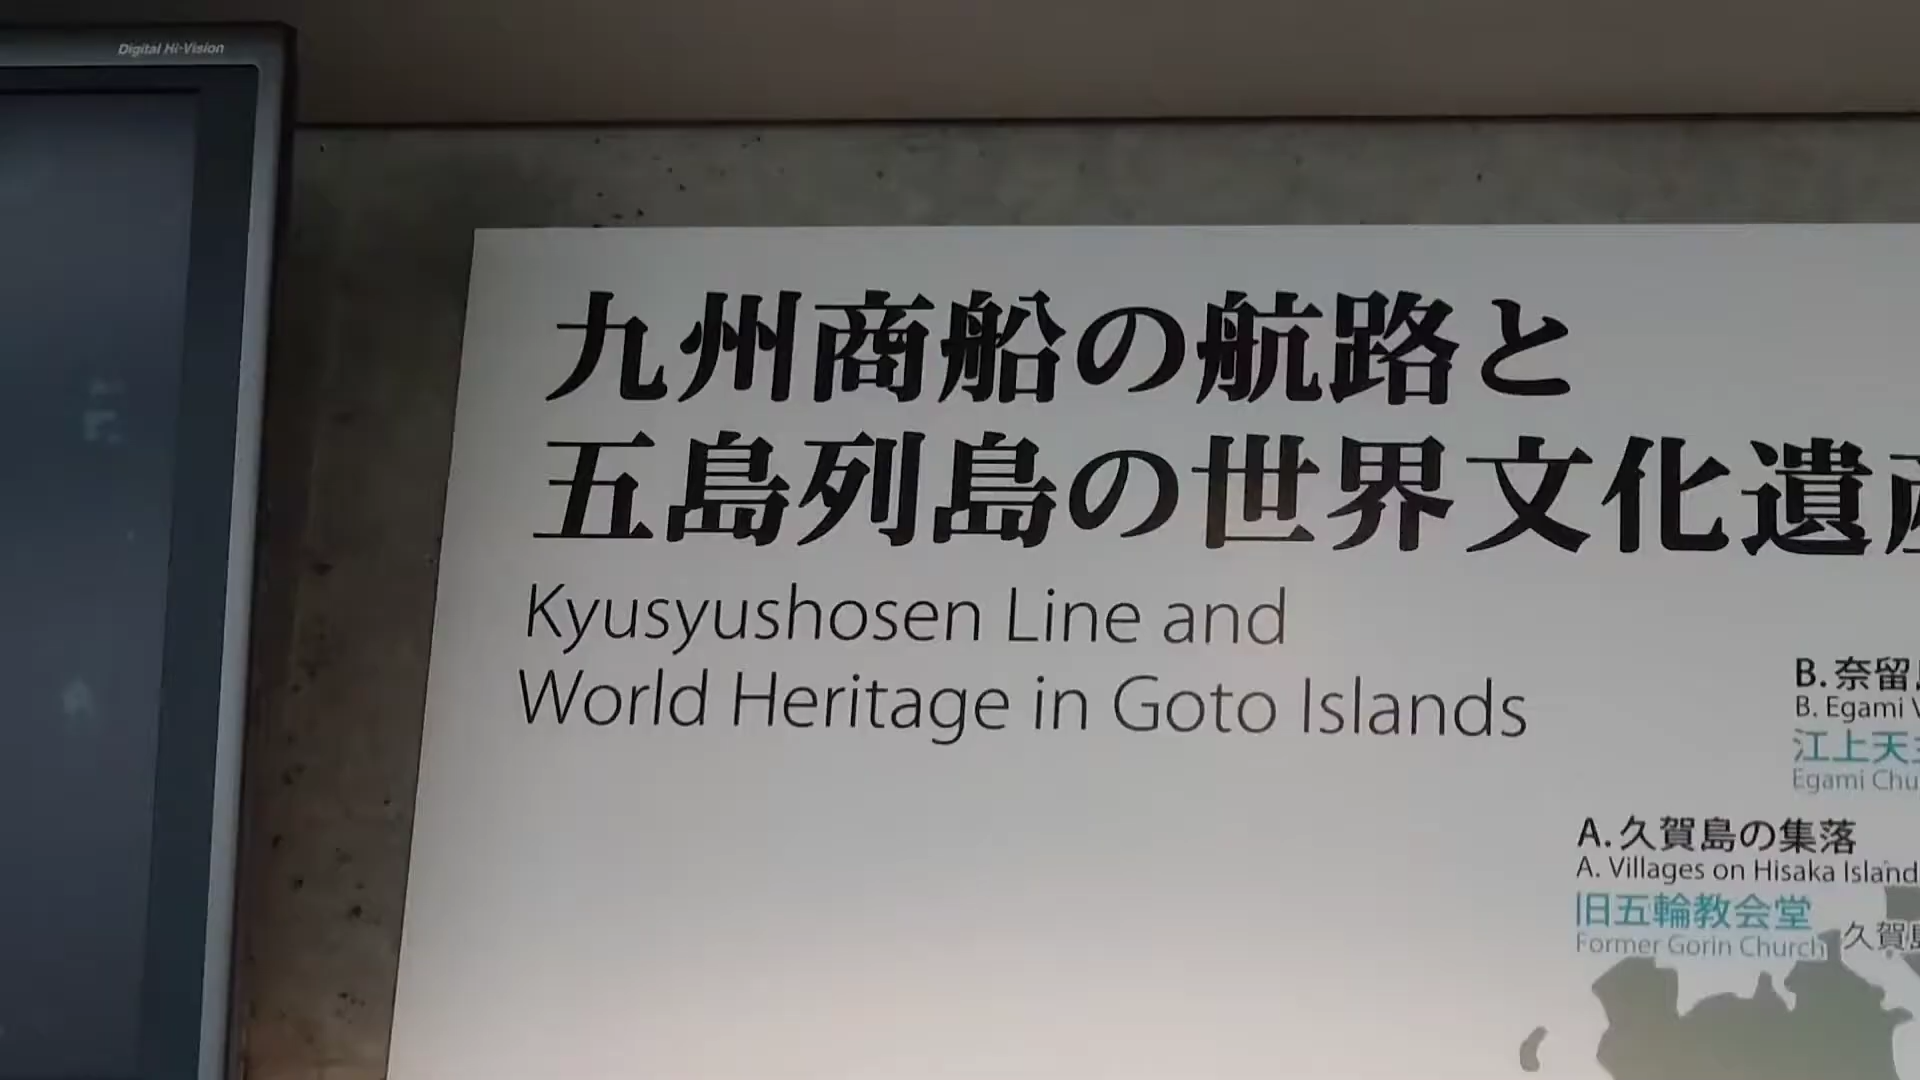 Digital Hi-Vision
九州商船の航路と
五島列島の世界文化遺
Kyusyushosen Line and
World Heritage in Goto Islands
B. 奈留
B. Egami
江上天
Egami
A. 久賀島の集落
A. Villages on Hisaka Island
旧五輪教会堂
Former Gorin Church
久賀